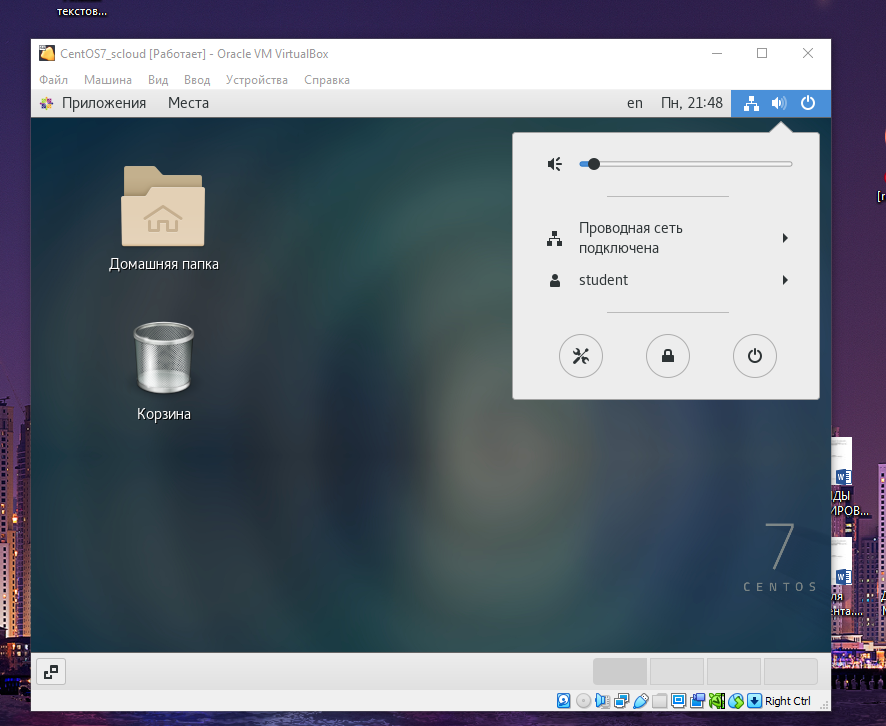 текстов...
CentOS7_scloud [Работает] - Oracle VM VirtualBox
Файл Машина Вид Ввод Устройства Справка
Приложения Места en Пн, 21:48
Проводная сеть
подключена
student
Домашняя папка
Корзина
7
CENTOS
Right Ctrl